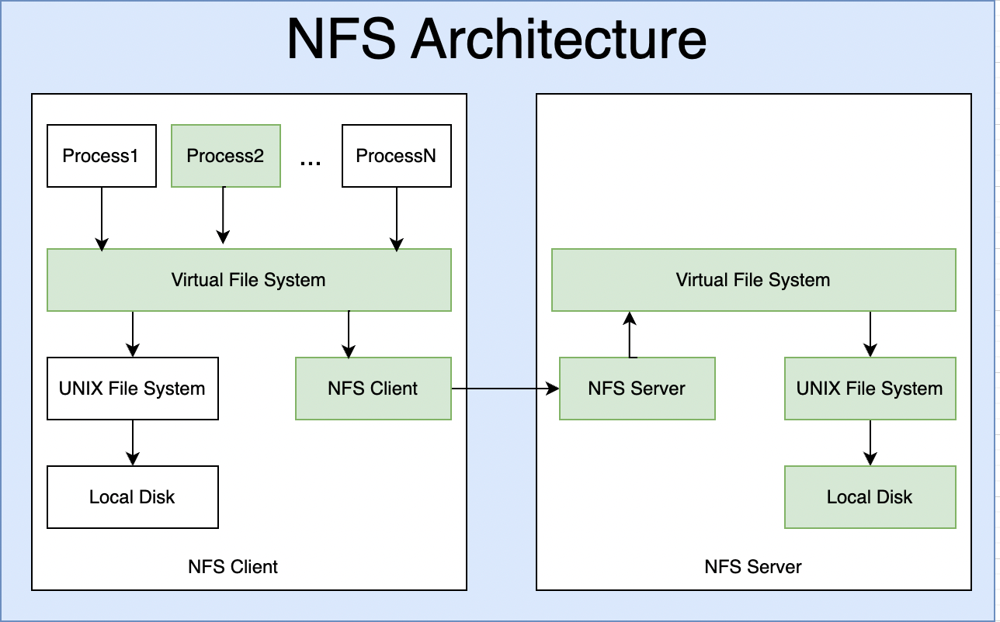 NFS Architecture
Process1
Process2
...
ProcessN
Virtual File System
UNIX File System
NFS Client
Local Disk
NFS Client
Virtual File System
NFS Server
UNIX File System
Local Disk
NFS Server